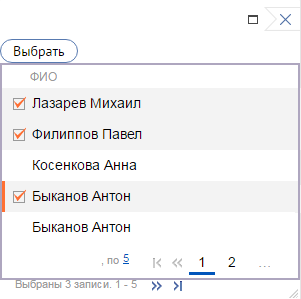 Выбрать
ФИО
Лазарев Михаил
Филиппов Павел
Косенкова Анна
Быканов Антон
Быканов Антон
, по 5 1 2 ...
Выбраны 3 записи. 1 - 5